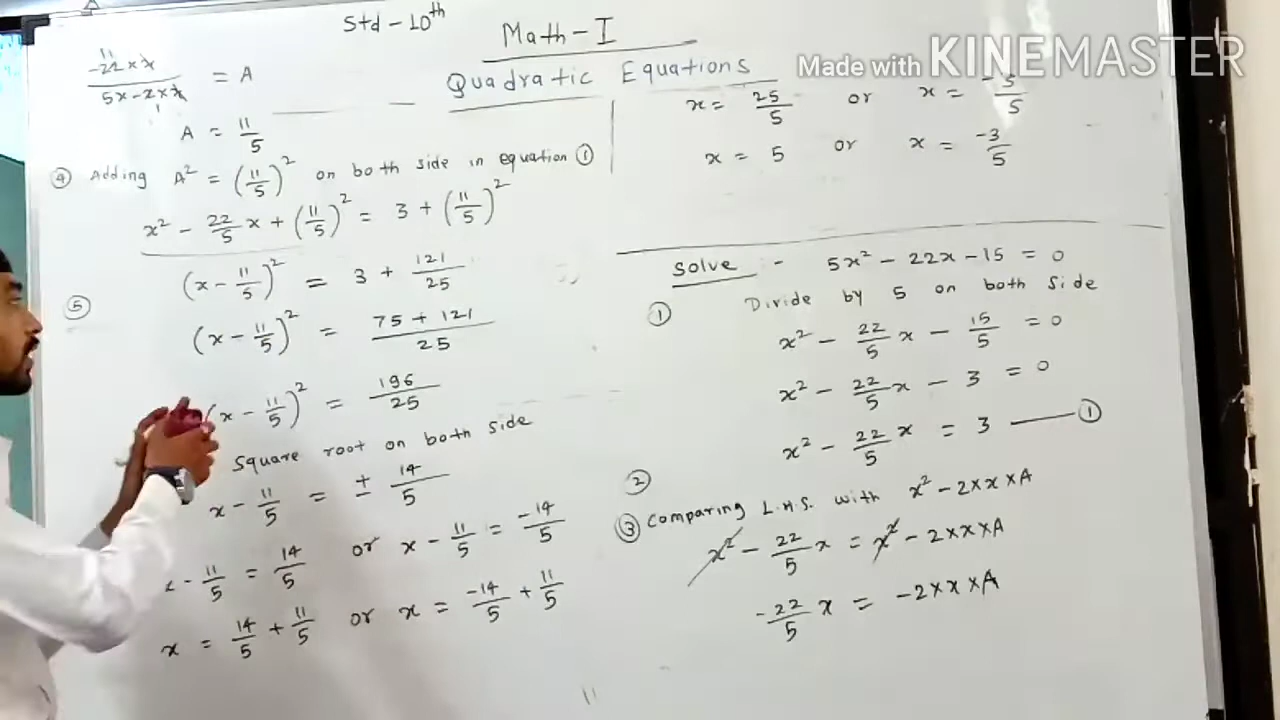 Std - 10th
Math - I
Quadratic Equations
Made with KINEMASTER
-22 × x / 5x - 2 × x = A
11
1
A = 11/5
④ Adding A² = (11/5)² on both side in equation ①
x² - 22/5 x + (11/5)² = 3 + (11/5)²
(x - 11/5)² = 3 + 121/25
⑤
(x - 11/5)² = 75 + 121 / 25
(x - 11/5)² = 196/25
Square root on both side
x - 11/5 = ± 14/5
x - 11/5 = 14/5 or x - 11/5 = -14/5
x = 14/5 + 11/5 or x = -14/5 + 11/5
x = 25/5 or x = /5
x = 5 or x = -3/5
Solve :- 5x² - 22x - 15 = 0
① Divide by 5 on both side
x² - 22/5 x - 15/5 = 0
x² - 22/5 x - 3 = 0
x² - 22/5 x = 3 — ①
②
③ Comparing L.H.S. with x² - 2×x×A
x² - 22/5 x = x² - 2×x×A
-22/5 x = -2×x×A